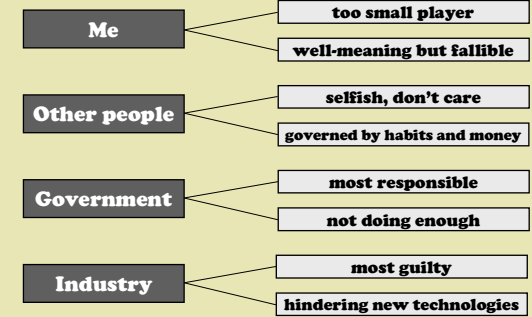 Me
too small player
well-meaning but fallible
Other people
selfish, don't care
governed by habits and money
Government
most responsible
not doing enough
Industry
most guilty
hindering new technologies